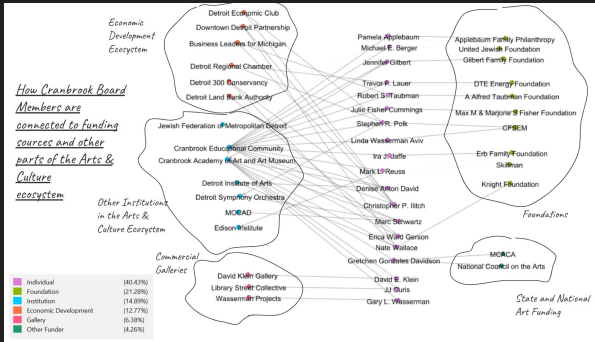 Economic
Development
Ecosystem
Detroit Economic Club
Downtown Detroit Partnership
Business Leaders for Michigan
Detroit Regional Chamber
Detroit 300 Conservancy
Detroit Land Bank Authority
How Cranbrook Board
Members are
connected to funding
sources and other
parts of the Arts &
Culture
ecosystem
Jewish Federation of Metropolitan Detroit
Cranbrook Educational Community
Cranbrook Academy of Art and Art Museum
Detroit Institute of Arts
Detroit Symphony Orchestra
MOCAD
Edison Institute
Other Institutions
in the Arts &
Culture Ecosystem
Commercial
Galleries
David Klein Gallery
Library Street Collective
Wasserman Projects
Pamela Applebaum
Michael E. Berger
Jennifer Gilbert
Trevor F. Lauer
Robert S. Taubman
Julie Fisher Cummings
Stephen R. Polk
Linda Wasserman Aviv
Ira J. Jaffe
Mark L. Reuss
Denise Anton David
Christopher P. Ilitch
Marc Schwartz
Erica Ward Gerson
Nate Wallace
Gretchen Gonzales Davidson
David E. Klein
JJ Curis
Gary L. Wasserman
Applebaum Family Philanthropy
United Jewish Foundation
Gilbert Family Foundation
DTE Energy Foundation
A Alfred Taubman Foundation
Max M & Marjorie S Fisher Foundation
CFSEM
Erb Family Foundation
Skillman
Knight Foundation
Foundations
MCACA
National Council on the Arts
State and National
Art Funding
Individual (40.43%)
Foundation (21.28%)
Institution (14.89%)
Economic Development (12.77%)
Gallery (6.38%)
Other Funder (4.26%)